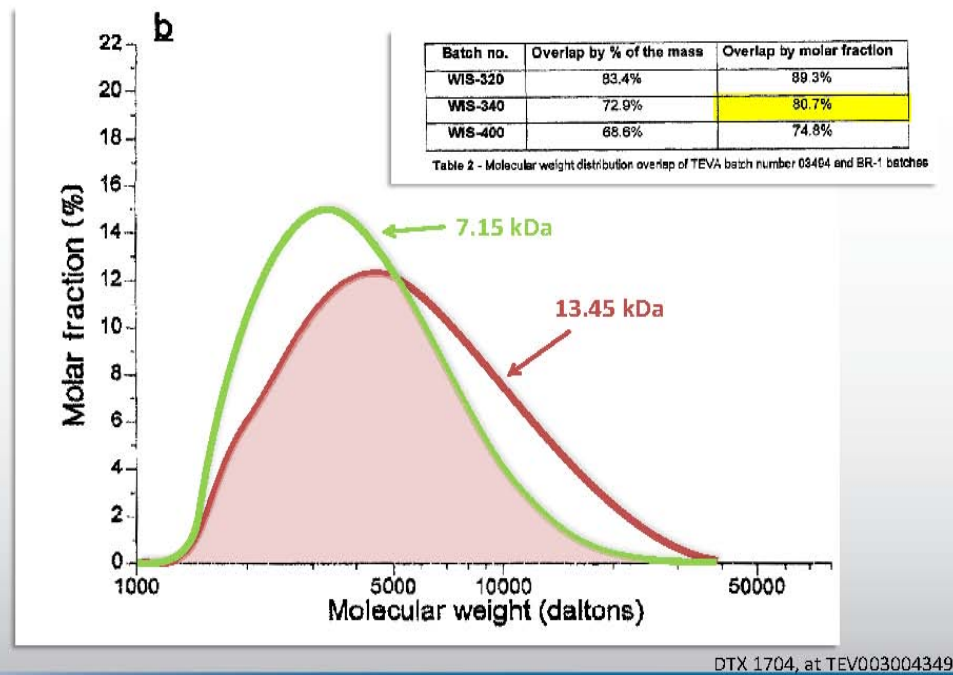 b
Batch no. Overlap by % of the mass Overlap by molar fraction
WIS-320 83.4% 89.3%
WIS-340 72.9% 80.7%
WIS-400 68.6% 74.8%
Table 2 - Molecular weight distribution overlap of TEVA batch number 03494 and BR-1 batches
22
20
18
16
14
12
10
8
6
4
2
0
Molar fraction (%)
7.15 kDa
13.45 kDa
1000 5000 10000 50000
Molecular weight (daltons)
DTX 1704, at TEV003004349